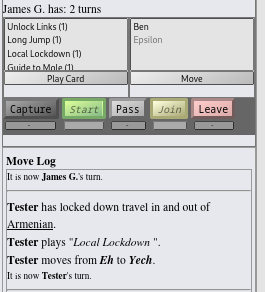 James G. has: 2 turns
Unlock Links (1)
Long Jump (1)
Local Lockdown (1)
Guide to Mole (1)
Ben
Epsilon
Play Card
Move
Capture
Start
Pass
Join
Leave
Move Log
It is now James G.'s turn.
Tester has locked down travel in and out of
Armenian.
Tester plays "Local Lockdown ".
Tester moves from Eh to Yech.
It is now Tester's turn.